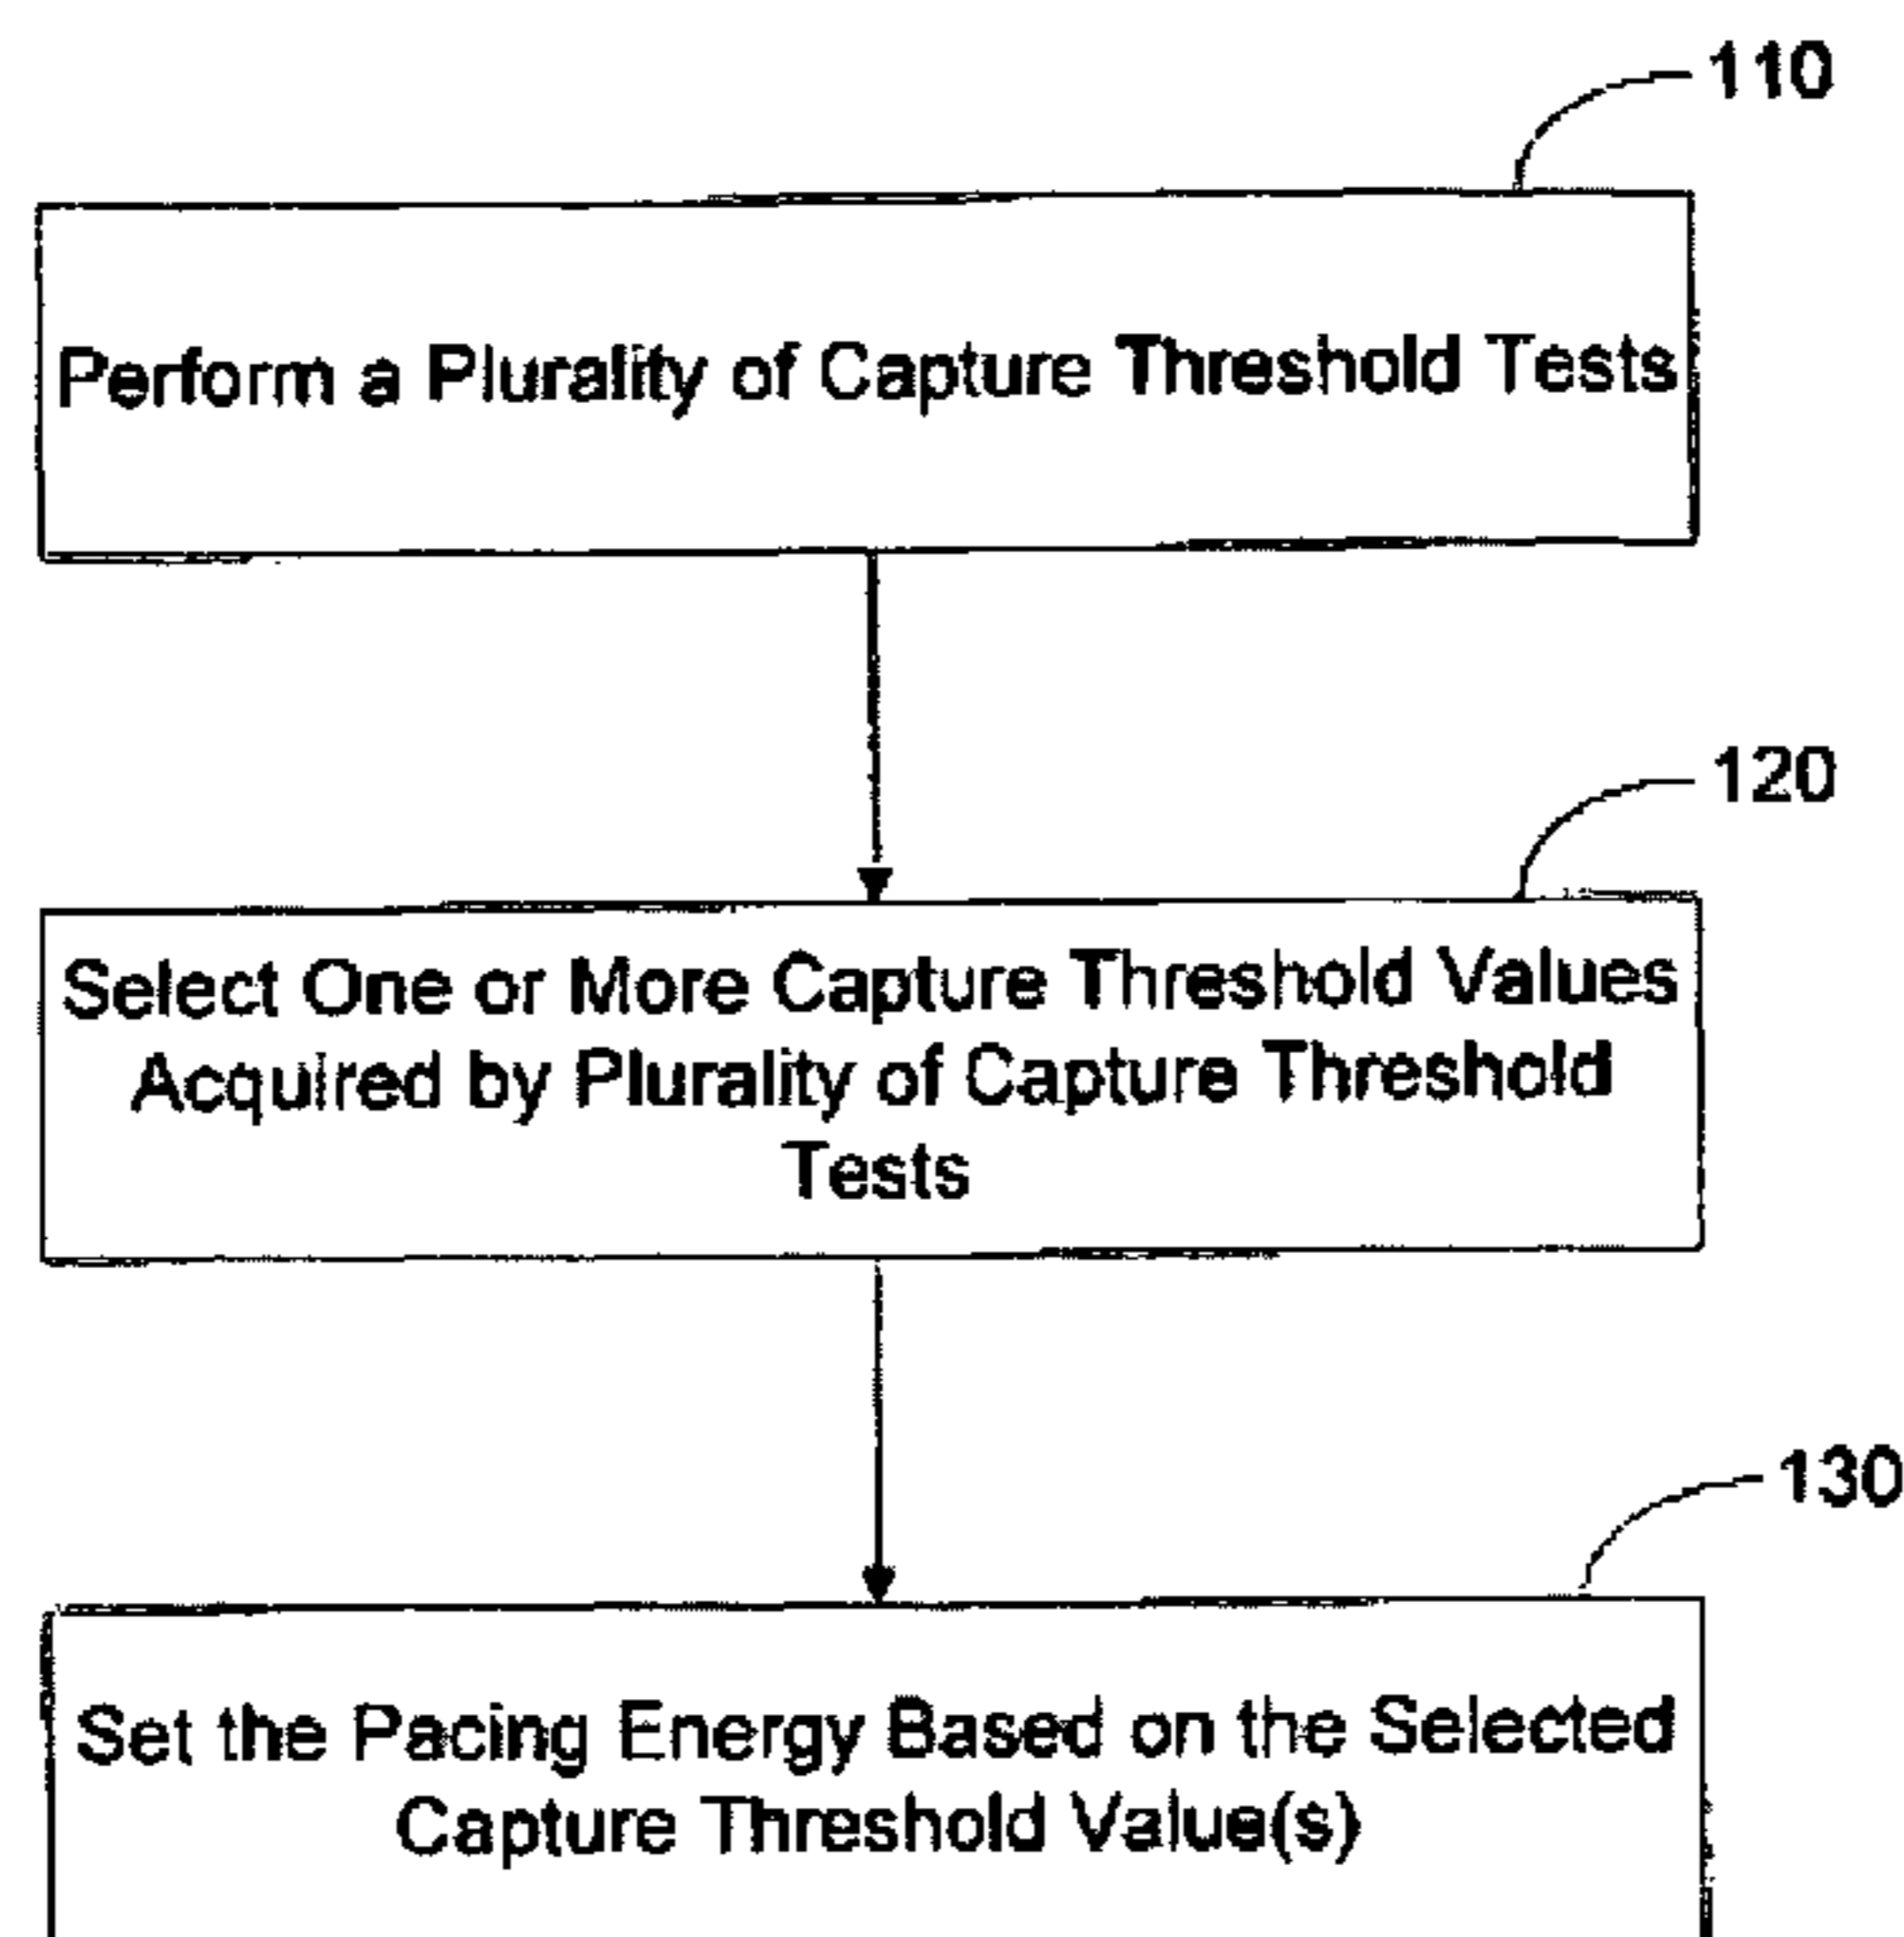 110
Perform a Plurality of Capture Threshold Tests
120
Select One or More Capture Threshold Values
Acquired by Plurality of Capture Threshold
Tests
130
Set the Pacing Energy Based on the Selected
Capture Threshold Value(s)